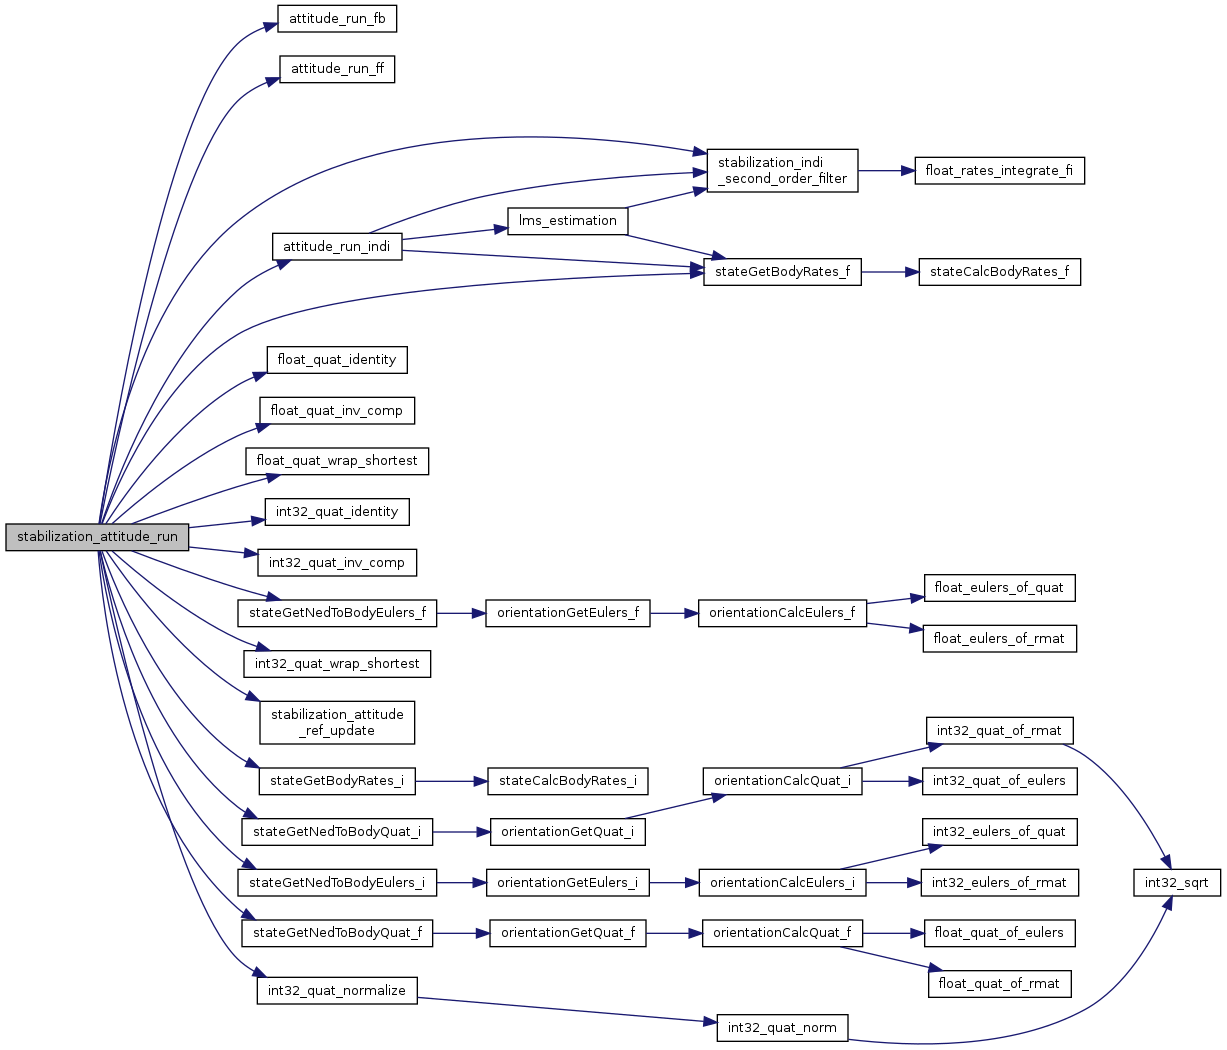 attitude_run_fb
attitude_run_ff
stabilization_indi
_second_order_filter
float_rates_integrate_fi
lms_estimation
attitude_run_indi
stateGetBodyRates_f
stateCalcBodyRates_f
float_quat_identity
float_quat_inv_comp
float_quat_wrap_shortest
int32_quat_identity
stabilization_attitude_run
int32_quat_inv_comp
stateGetNedToBodyEulers_f
orientationGetEulers_f
orientationCalcEulers_f
float_eulers_of_quat
float_eulers_of_rmat
int32_quat_wrap_shortest
stabilization_attitude
_ref_update
int32_quat_of_rmat
stateGetBodyRates_i
stateCalcBodyRates_i
orientationCalcQuat_i
int32_quat_of_eulers
stateGetNedToBodyQuat_i
orientationGetQuat_i
int32_eulers_of_quat
stateGetNedToBodyEulers_i
orientationGetEulers_i
orientationCalcEulers_i
int32_eulers_of_rmat
int32_sqrt
stateGetNedToBodyQuat_f
orientationGetQuat_f
orientationCalcQuat_f
float_quat_of_eulers
float_quat_of_rmat
int32_quat_normalize
int32_quat_norm